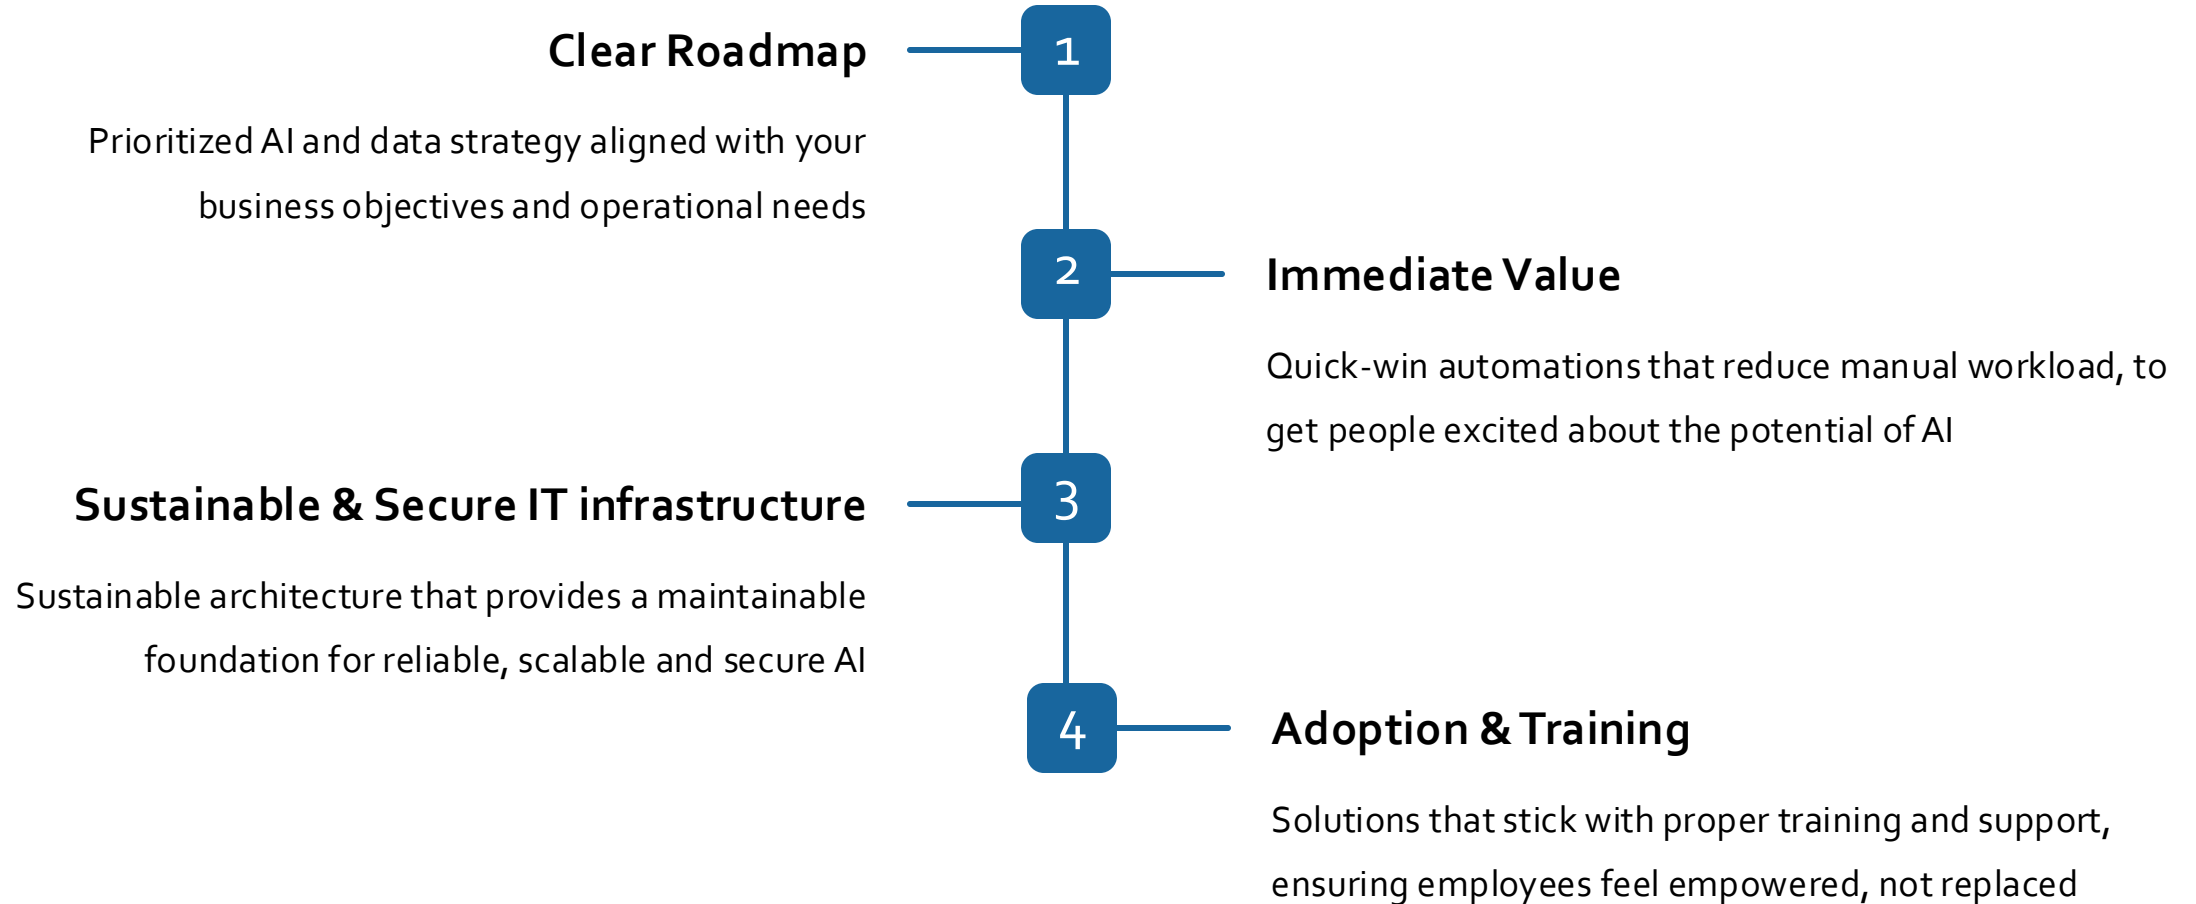 Clear Roadmap
1
Prioritized AI and data strategy aligned with your
business objectives and operational needs
2
Immediate Value
Quick-win automations that reduce manual workload, to
get people excited about the potential of AI
Sustainable & Secure IT infrastructure
3
Sustainable architecture that provides a maintainable
foundation for reliable, scalable and secure AI
4
Adoption & Training
Solutions that stick with proper training and support,
ensuring employees feel empowered, not replaced